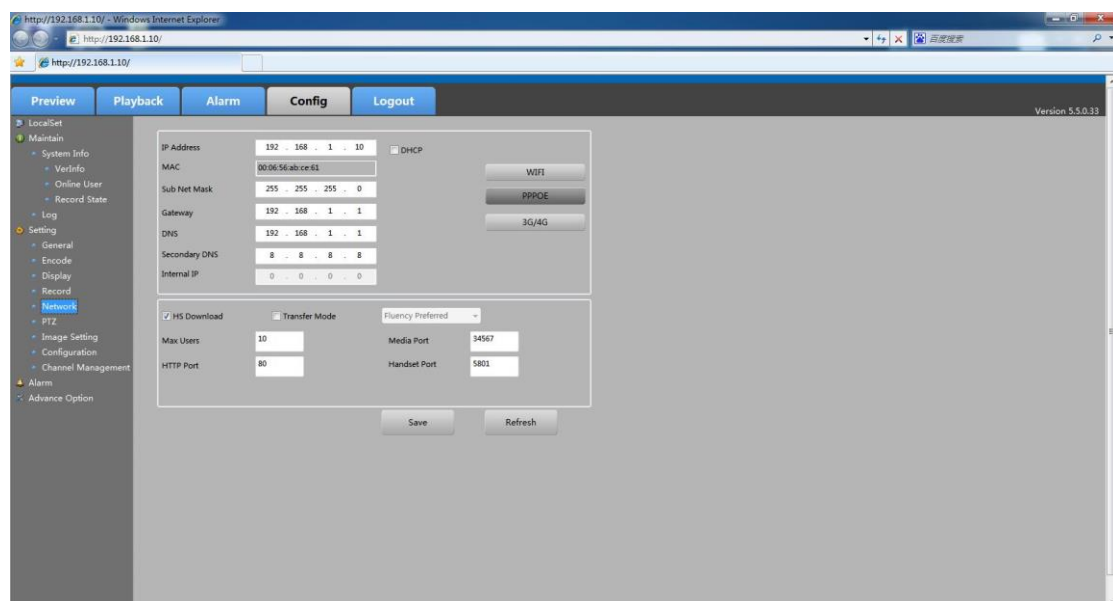 http://192.168.1.10/ - Windows Internet Explorer
http://192.168.1.10/
百度搜索
http://192.168.1.10/
Preview Playback Alarm Config Logout
Version 5.5.0.33
LocalSet
Maintain
System Info
VerInfo
Online User
Record State
Log
Setting
General
Encode
Display
Record
Network
PTZ
Image Setting
Configuration
Channel Management
Alarm
Advance Option
IP Address 192 . 168 . 1 . 10 DHCP
MAC 00:06:56:ab:ce:61
WIFI
Sub Net Mask 255 . 255 . 255 . 0
PPPOE
Gateway 192 . 168 . 1 . 1
3G/4G
DNS 192 . 168 . 1 . 1
Secondary DNS 8 . 8 . 8 . 8
Internal IP 0 . 0 . 0 . 0
HS Download Transfer Mode Fluency Preferred
Max Users 10 Media Port 34567
HTTP Port 80 Handset Port 5801
Save Refresh